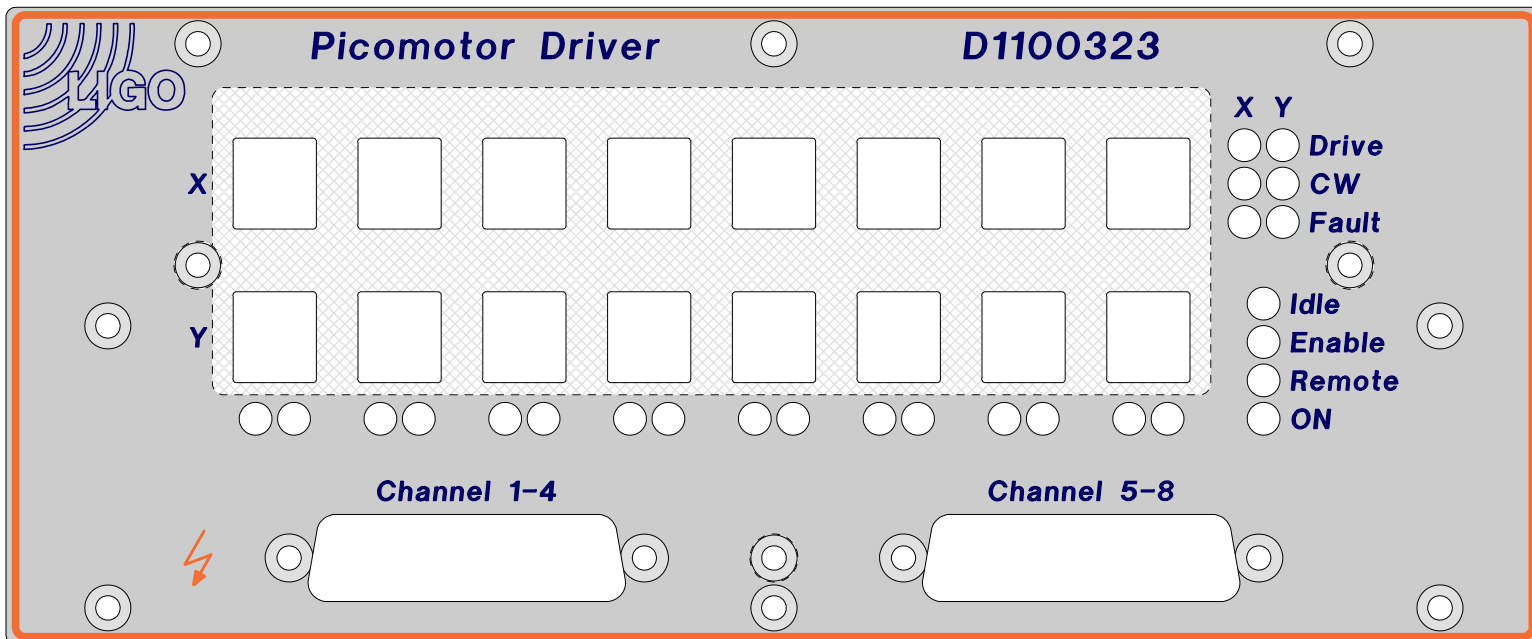 Picomotor Driver D1100323
LIGO
X Y
Drive
X CW
Fault
Idle
Y Enable
Remote
ON
Channel 1-4 Channel 5-8